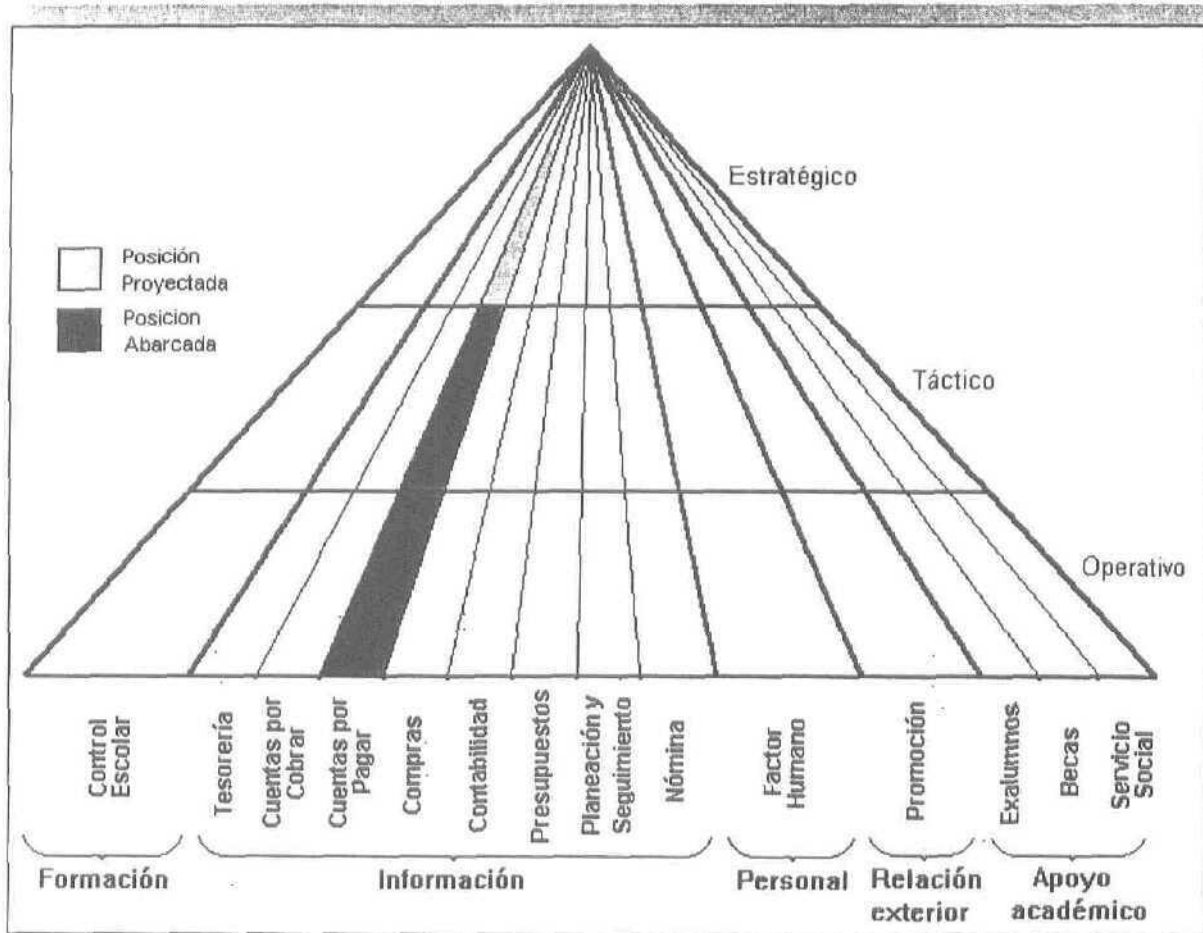 Estratégico
Posición
Proyectada
Posicion
Abarcada
Táctico
Operativo
Control
Escolar
Tesorería
Cuentas por
Cobrar
Cuentas por
Pagar
Compras
Contabilidad
Presupuestos
Planeación y
Seguimiento
Nómina
Factor
Humano
Promoción
Exalumnos
Becas
Servicio
Social
Formación
Información
Personal
Relación
exterior
Apoyo
académico